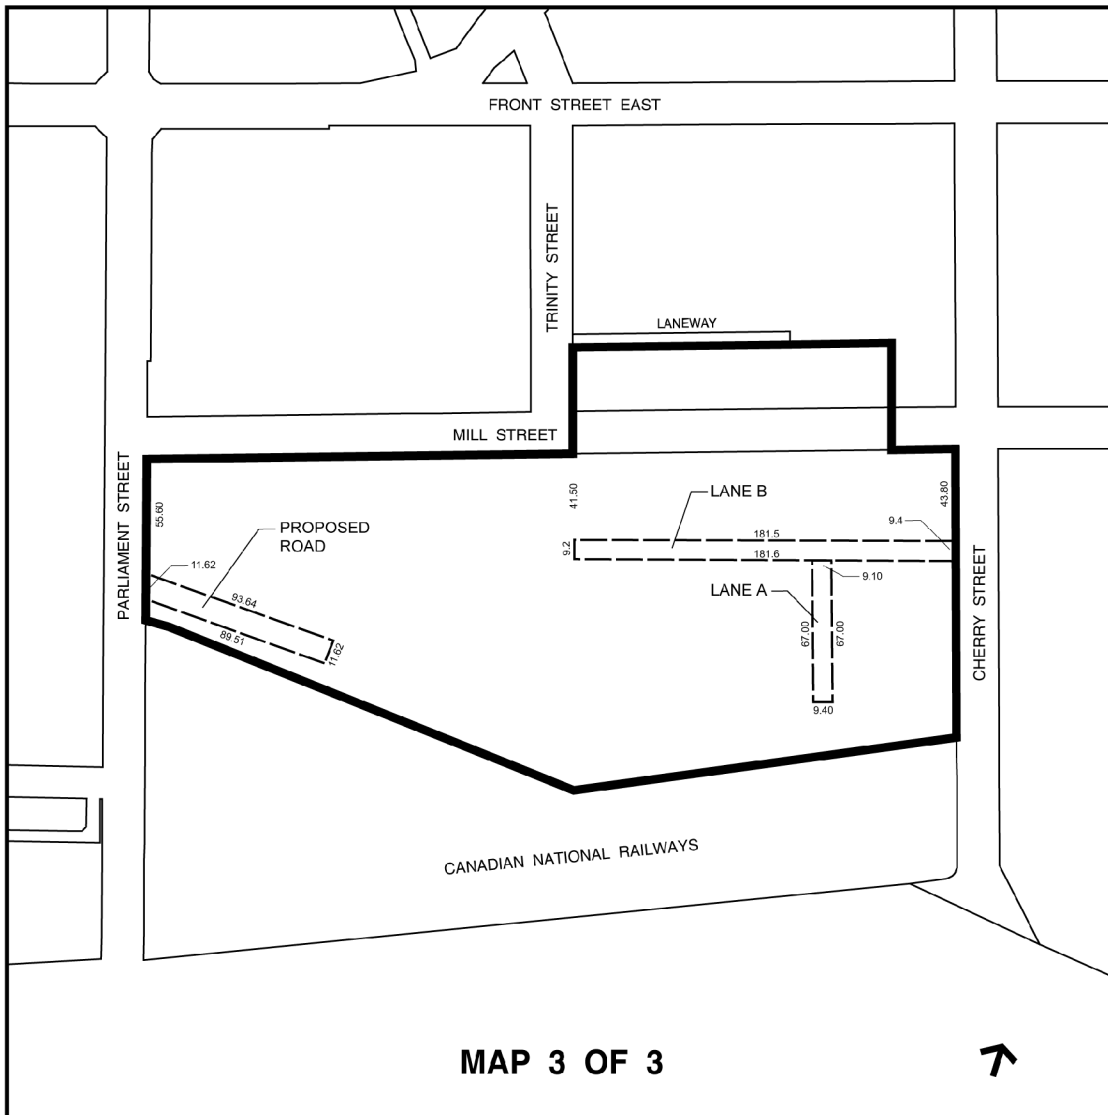 FRONT STREET EAST
TRINITY STREET
LANEWAY
MILL STREET
PARLIAMENT STREET
55.60
41.50
LANE B
43.80
PROPOSED
ROAD
9.4
181.5
9.2
181.6
11.62
9.10
93.64
LANE A
CHERRY STREET
89.51
11.62
67.00
67.00
9.40
CANADIAN NATIONAL RAILWAYS
MAP 3 OF 3